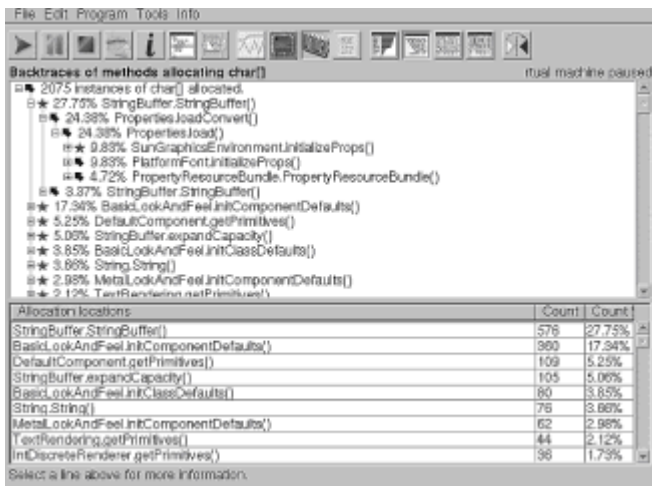 File Edit Program Tools Info
Backtraces of methods allocating char[] rtual machine paused
2075 instances of char[] allocated.
27.75% StringBuffer.StringBuffer()
24.38% Properties.loadConvert()
24.38% Properties.load()
9.83% SunGraphicsEnvironment.initializeProps()
9.83% PlatformFont.initializeProps()
4.72% PropertyResourceBundle.PropertyResourceBundle()
3.37% StringBuffer.StringBuffer()
17.34% BasicLookAndFeel.initComponentDefaults()
5.25% DefaultComponent.getPrimitives()
5.06% StringBuffer.expandCapacity()
3.85% BasicLookAndFeel.initClassDefaults()
3.66% String.String()
2.98% MetalLookAndFeel.initComponentDefaults()
2.12% TextRendering.getPrimitives()
Allocation locations Count Count
StringBuffer.StringBuffer() 576 27.75%
BasicLookAndFeel.initComponentDefaults() 360 17.34%
DefaultComponent.getPrimitives() 109 5.25%
StringBuffer.expandCapacity() 105 5.06%
BasicLookAndFeel.initClassDefaults() 80 3.85%
String.String() 76 3.66%
MetalLookAndFeel.initComponentDefaults() 62 2.98%
TextRendering.getPrimitives() 44 2.12%
IntDiscreteRenderer.getPrimitives() 36 1.73%
Select a line above for more information.